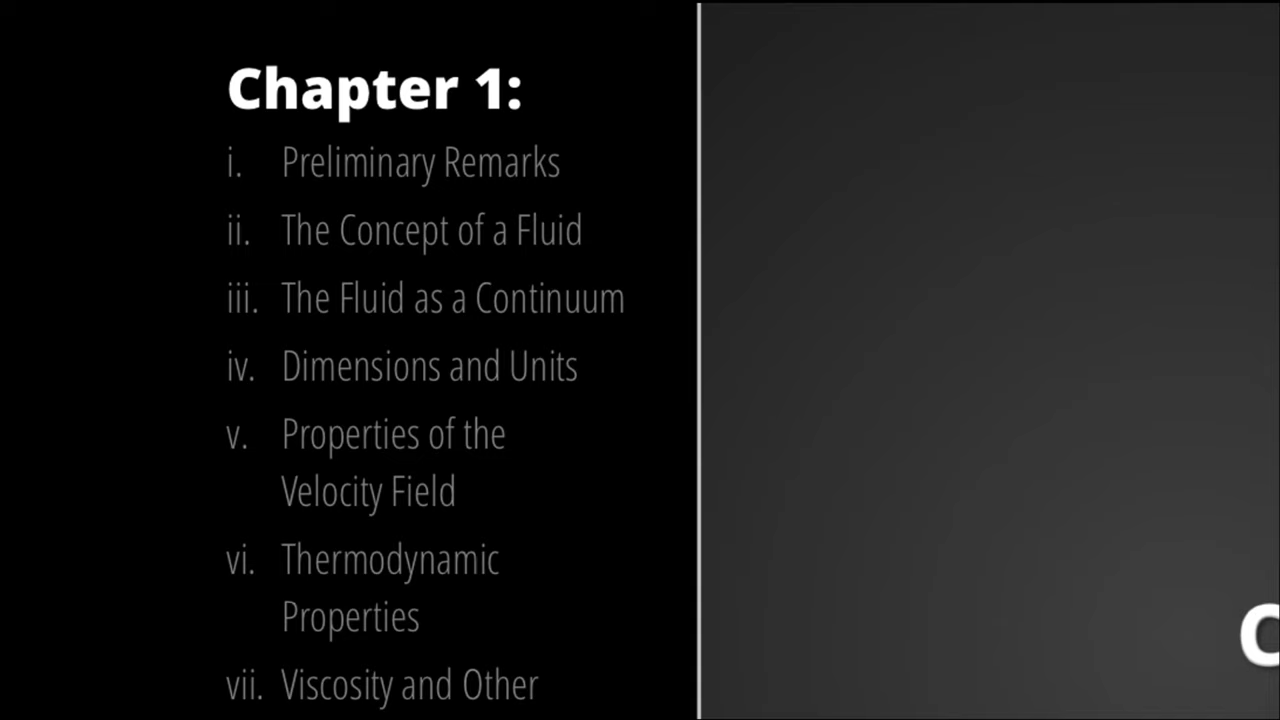 Chapter 1:
i. Preliminary Remarks
ii. The Concept of a Fluid
iii. The Fluid as a Continuum
iv. Dimensions and Units
v. Properties of the
Velocity Field
vi. Thermodynamic
Properties
vii. Viscosity and Other